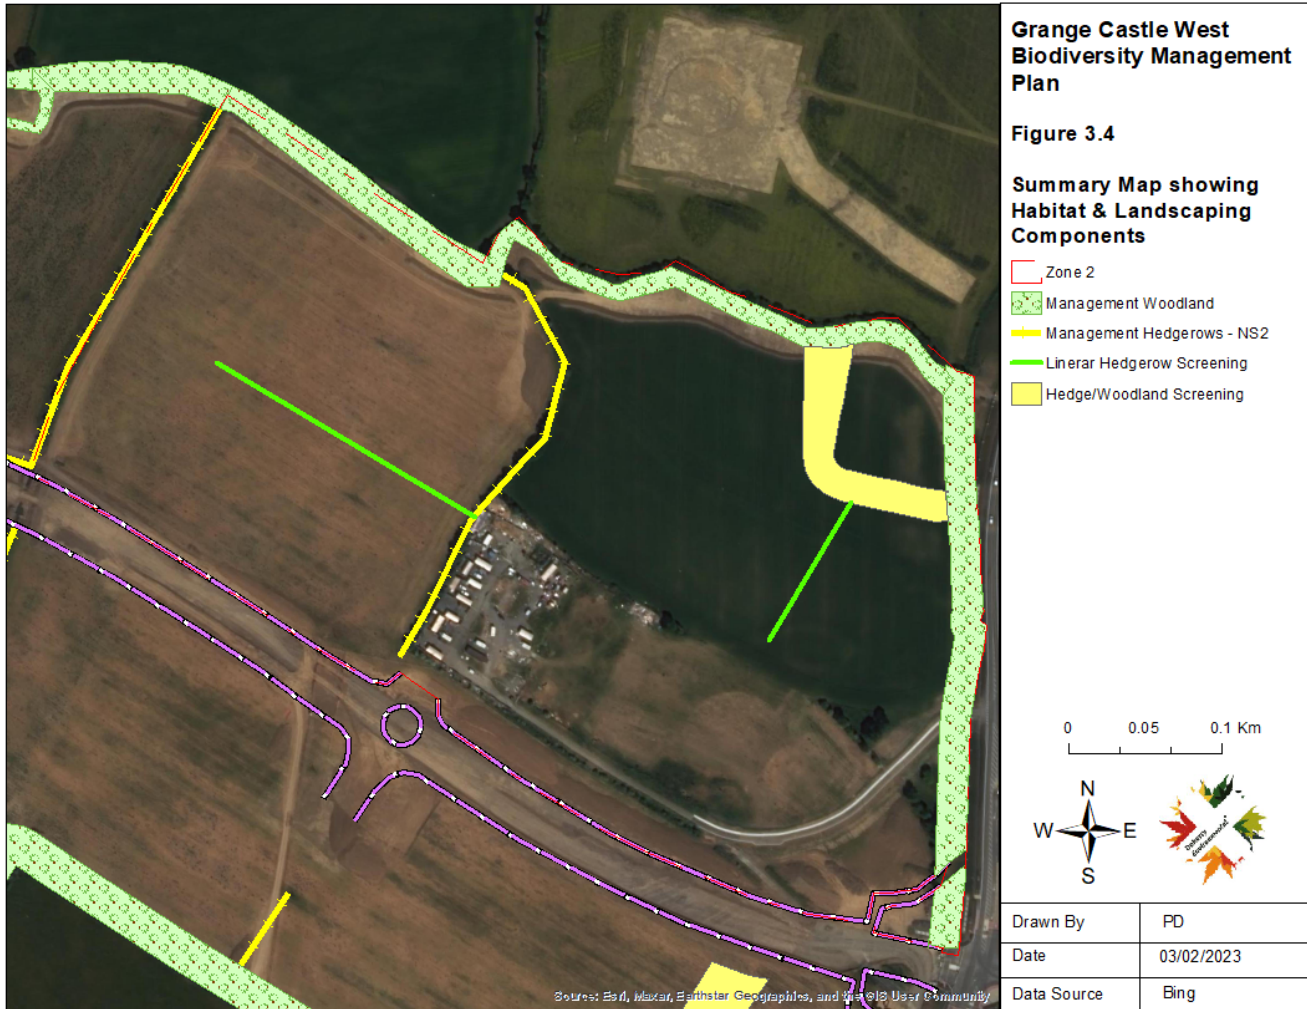 Grange Castle West
Biodiversity Management
Plan
Figure 3.4
Summary Map showing
Habitat & Landscaping
Components
Zone 2
Management Woodland
Management Hedgerows - NS2
Linerar Hedgerow Screening
Hedge/Woodland Screening
0 0.05 0.1 Km
N
W E
S
Doherty
Environmental
Drawn By PD
Date 03/02/2023
Data Source Bing
Source: Esri, Maxar, Earthstar Geographics, and the GIS User Community